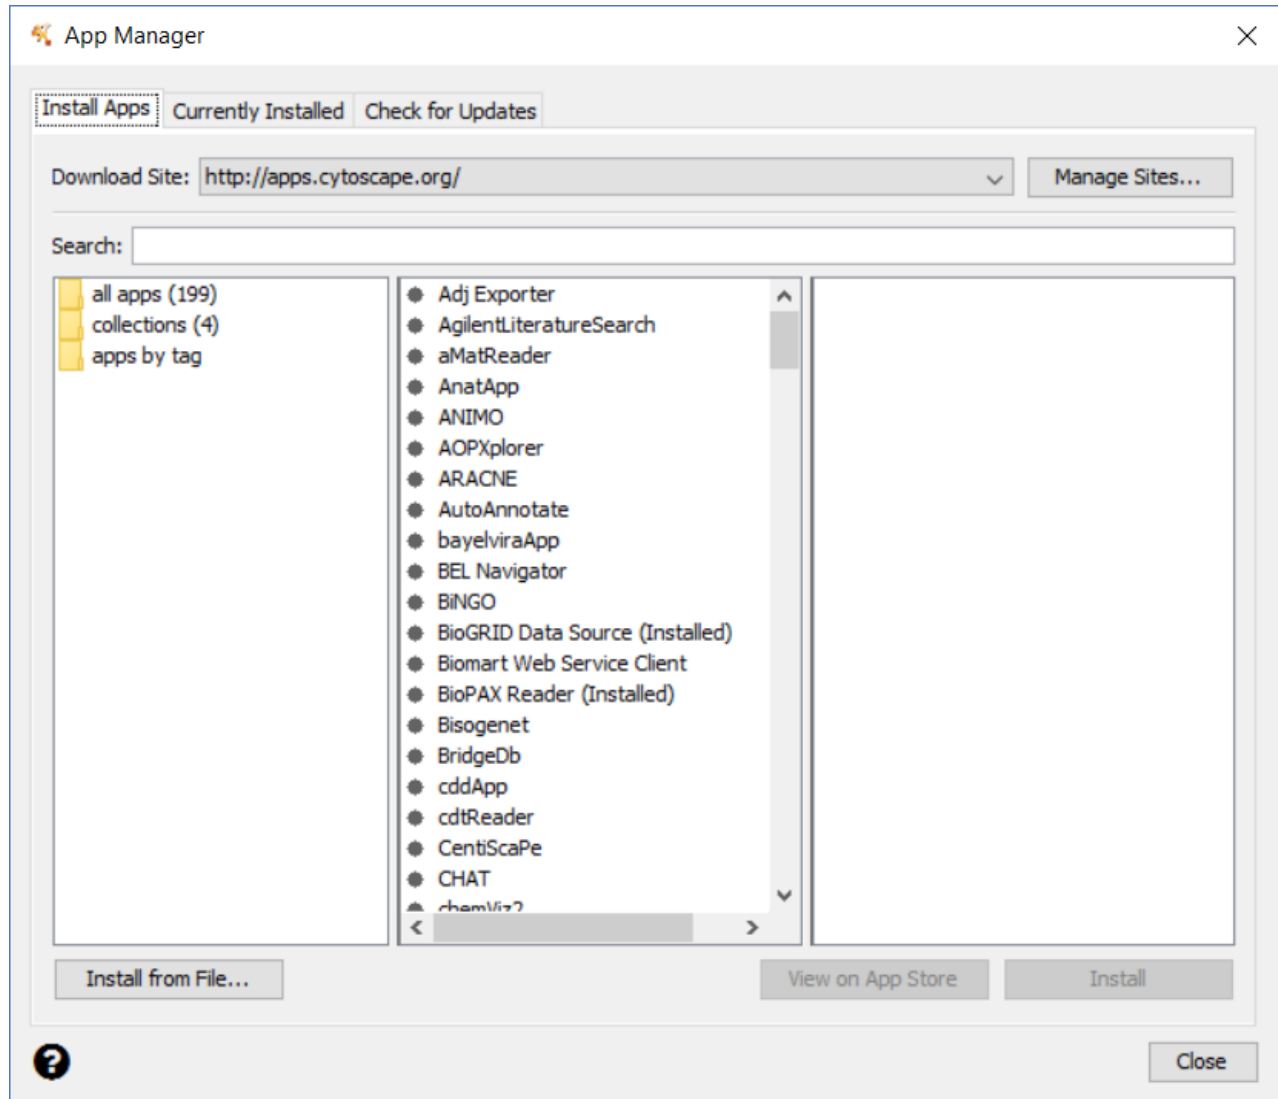 App Manager
Install Apps
Currently Installed
Check for Updates
Download Site:
http://apps.cytoscape.org/
Manage Sites...
Search:
all apps (199)
collections (4)
apps by tag
Adj Exporter
AgilentLiteratureSearch
aMatReader
AnatApp
ANIMO
AOPXplorer
ARACNE
AutoAnnotate
bayelviraApp
BEL Navigator
BiNGO
BioGRID Data Source (Installed)
Biomart Web Service Client
BioPAX Reader (Installed)
Bisogenet
BridgeDb
cddApp
cdtReader
CentiScaPe
CHAT
chemViz2
Install from File...
View on App Store
Install
?
Close